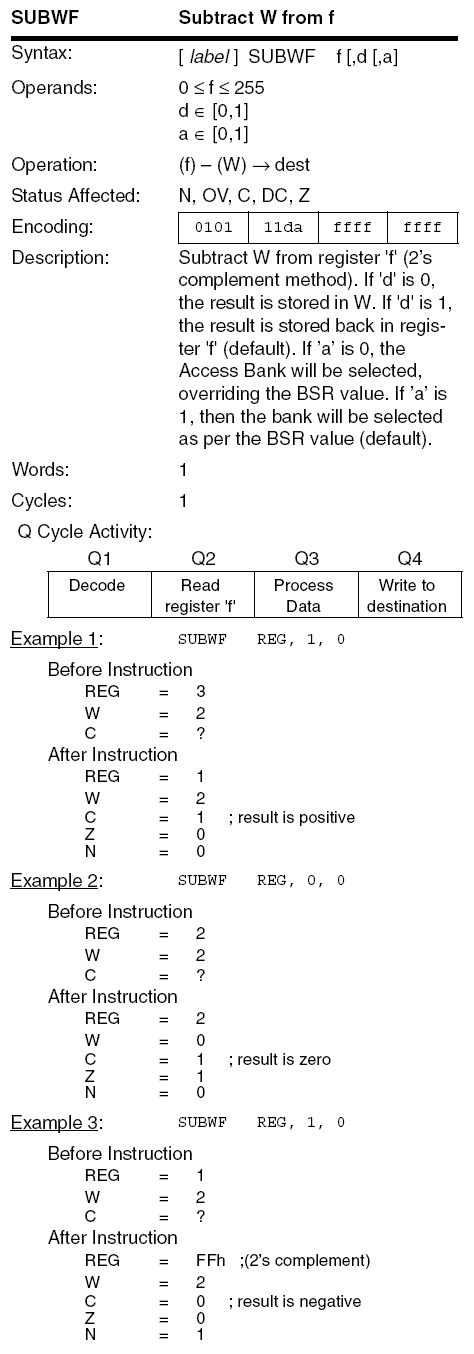 SUBWF Subtract W from f
Syntax: [ label ] SUBWF f [,d [,a]
Operands: 0 ≤ f ≤ 255
d ∈ [0,1]
a ∈ [0,1]
Operation: (f) – (W) → dest
Status Affected: N, OV, C, DC, Z
Encoding: 0101 11da ffff ffff
Description: Subtract W from register 'f' (2's
complement method). If 'd' is 0,
the result is stored in W. If 'd' is 1,
the result is stored back in regis-
ter 'f' (default). If ’a’ is 0, the
Access Bank will be selected,
overriding the BSR value. If ’a’ is
1, then the bank will be selected
as per the BSR value (default).
Words: 1
Cycles: 1
Q Cycle Activity:
Q1 Q2 Q3 Q4
Decode Read Process Write to
register 'f' Data destination
Example 1: SUBWF REG, 1, 0
Before Instruction
REG = 3
W = 2
C = ?
After Instruction
REG = 1
W = 2
C = 1 ; result is positive
Z = 0
N = 0
Example 2: SUBWF REG, 0, 0
Before Instruction
REG = 2
W = 2
C = ?
After Instruction
REG = 2
W = 0
C = 1 ; result is zero
Z = 1
N = 0
Example 3: SUBWF REG, 1, 0
Before Instruction
REG = 1
W = 2
C = ?
After Instruction
REG = FFh ;(2's complement)
W = 2
C = 0 ; result is negative
Z = 0
N = 1